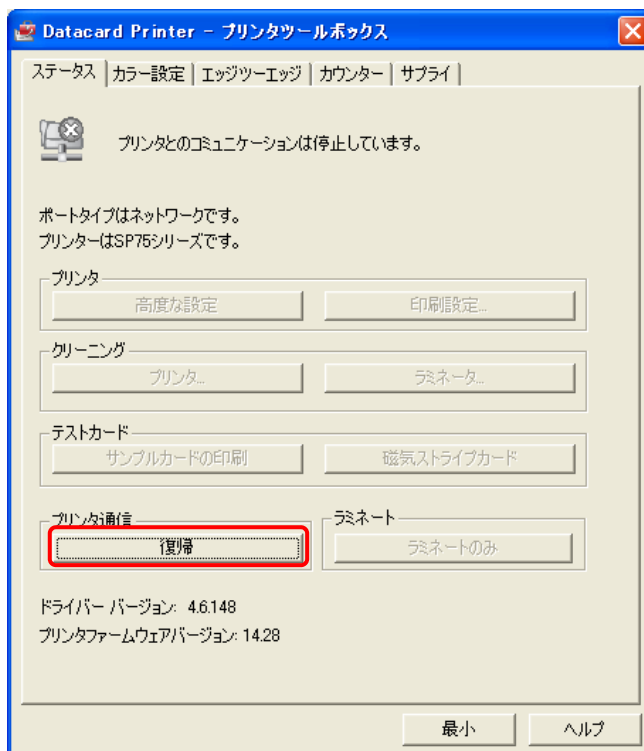 Datacard Printer - プリンタツールボックス
ステータス カラー設定 エッジツーエッジ カウンター サプライ
プリンタとのコミュニケーションは停止しています。
ポートタイプはネットワークです。
プリンターはSP75シリーズです。
プリンタ
高度な設定 印刷設定...
クリーニング
プリンタ... ラミネータ...
テストカード
サンプルカードの印刷 磁気ストライプカード
プリンタ通信 ラミネート
復帰 ラミネートのみ
ドライバー バージョン: 4.6.148
プリンタファームウェアバージョン: 14.28
最小 ヘルプ